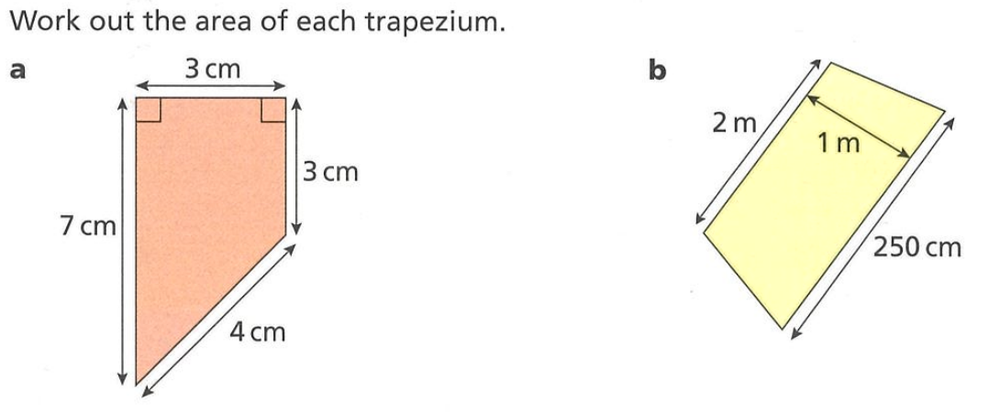 Work out the area of each trapezium.
a
3 cm
3 cm
7 cm
4 cm
b
2 m
1 m
250 cm